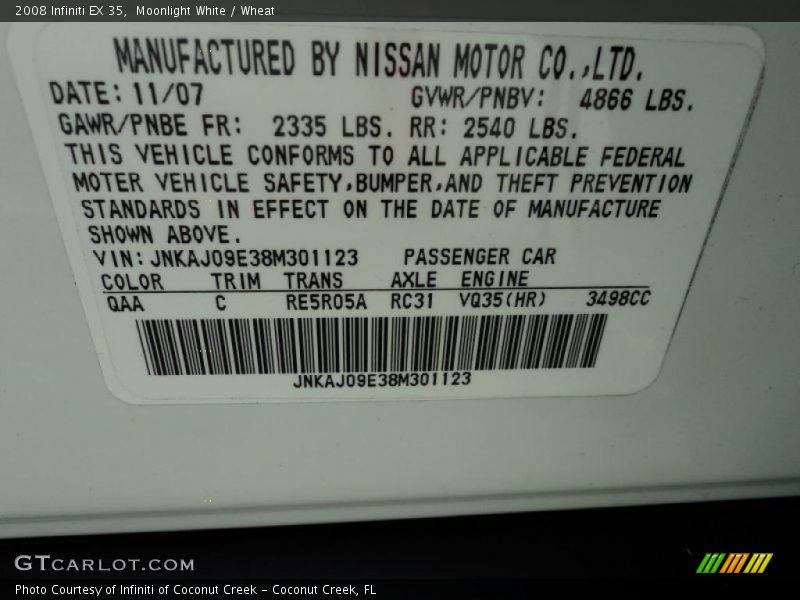 2008 Infiniti EX 35,  Moonlight White / Wheat
MANUFACTURED BY NISSAN MOTOR CO.,LTD.
DATE: 11/07 GVWR/PNBV: 4866 LBS.
GAWR/PNBE FR: 2335 LBS. RR: 2540 LBS.
THIS VEHICLE CONFORMS TO ALL APPLICABLE FEDERAL
MOTER VEHICLE SAFETY,BUMPER,AND THEFT PREVENTION
STANDARDS IN EFFECT ON THE DATE OF MANUFACTURE
SHOWN ABOVE.
VIN: JNKAJ09E38M301123 PASSENGER CAR
COLOR TRIM TRANS AXLE ENGINE
QAA C RE5R05A RC31 VQ35(HR) 3498CC
JNKAJ09E38M301123
GTCARLOT.COM
Photo Courtesy of Infiniti of Coconut Creek - Coconut Creek, FL